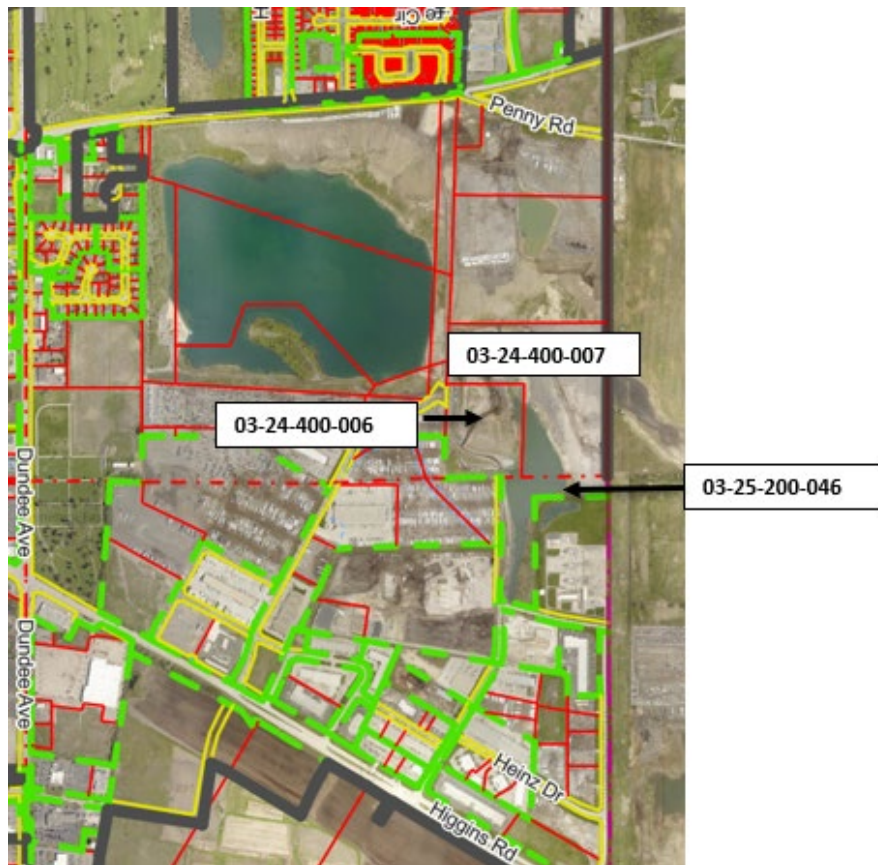 H
e Cir
Penny Rd
03-24-400-007
03-24-400-006
03-25-200-046
Dundee Ave
Dundee Ave
Heinz Dr
Higgins Rd